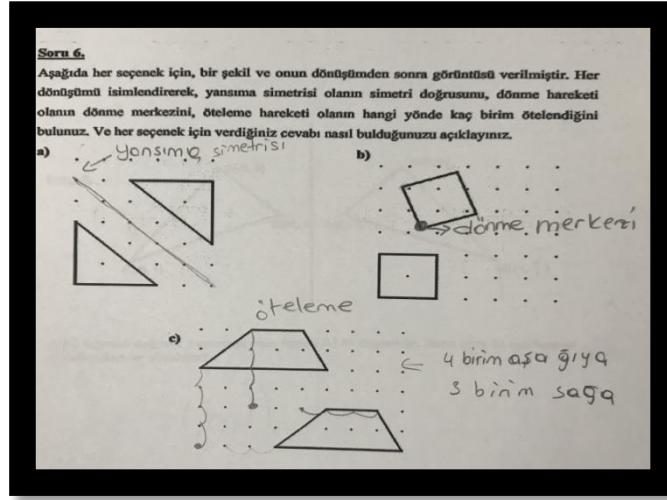 Soru 6.
Aşağıda her seçenek için, bir şekil ve onun dönüşümden sonra görüntüsü verilmiştir. Her
dönüşümü isimlendirerek, yansıma simetrisi olanın simetri doğrusunu, dönme hareketi
olanın dönme merkezini, öteleme hareketi olanın hangi yönde kaç birim ötelendiğini
bulunuz. Ve her seçenek için verdiğiniz cevabı nasıl bulduğunuzu açıklayınız.
a) yansıma simetrisi
b)
dönme merkezi
öteleme
c)
4 birim aşağıya
3 birim sağa